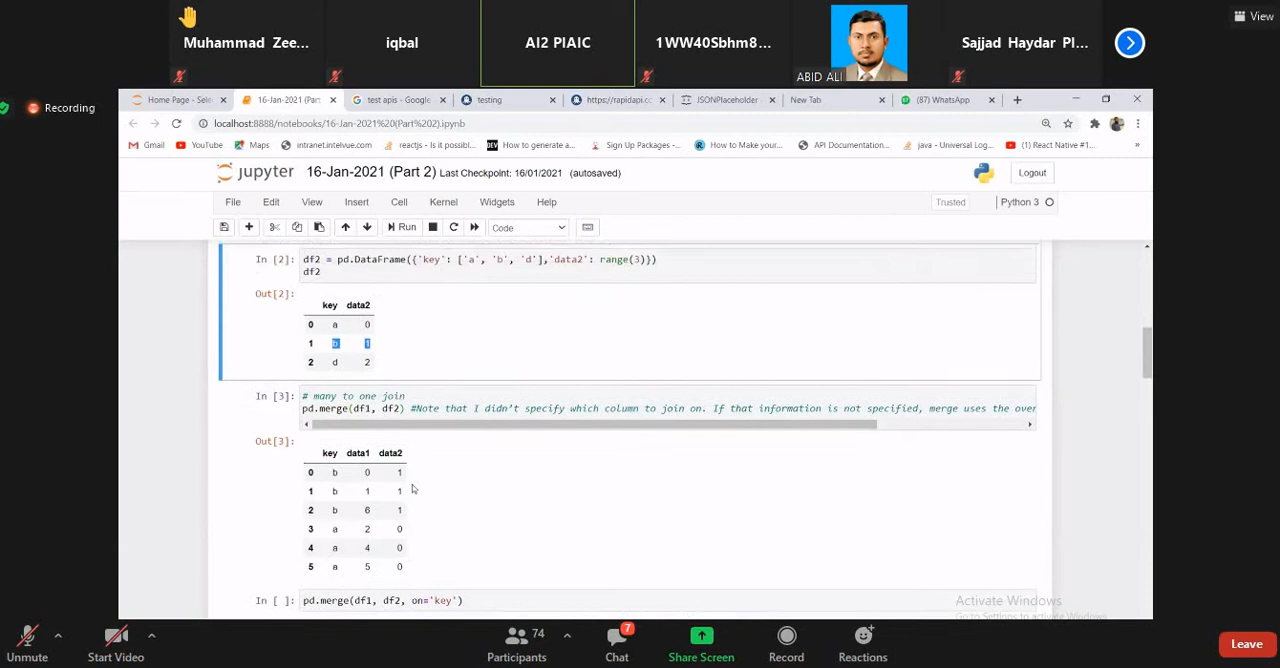 Muhammad Zee...
iqbal
AI2 PIAIC
1WW40Sbhm8...
ABID ALI
Sajjad Haydar PI...
View
Recording
Home Page - Sele
16-Jan-2021 (Part
test apis - Google
testing
https://rapidapi.co
JSONPlaceholder -
New Tab
(87) WhatsApp
localhost:8888/notebooks/16-Jan-2021%20(Part%202).ipynb
Gmail
YouTube
Maps
intranet.intelvue.com
reactjs - Is it possibl...
DEV
How to generate a...
Sign Up Packages -...
How to Make your...
API Documentation...
java - Universal Log...
(1) React Native #1...
»
jupyter 16-Jan-2021 (Part 2) Last Checkpoint: 16/01/2021 (autosaved)
Logout
File Edit View Insert Cell Kernel Widgets Help
Trusted
Python 3
Run
Code
In [2]: df2 = pd.DataFrame({'key': ['a', 'b', 'd'],'data2': range(3)})
df2
Out[2]:
key data2
0 a 0
1 b 1
2 d 2
In [3]: # many to one join
pd.merge(df1, df2) #Note that I didn't specify which column to join on. If that information is not specified, merge uses the over
Out[3]:
key data1 data2
0 b 0 1
1 b 1 1
2 b 6 1
3 a 2 0
4 a 4 0
5 a 5 0
In [ ]: pd.merge(df1, df2, on='key')
Activate Windows
Go to Settings to activate Windows.
Unmute
Start Video
74
Participants
7
Chat
Share Screen
Record
Reactions
Leave